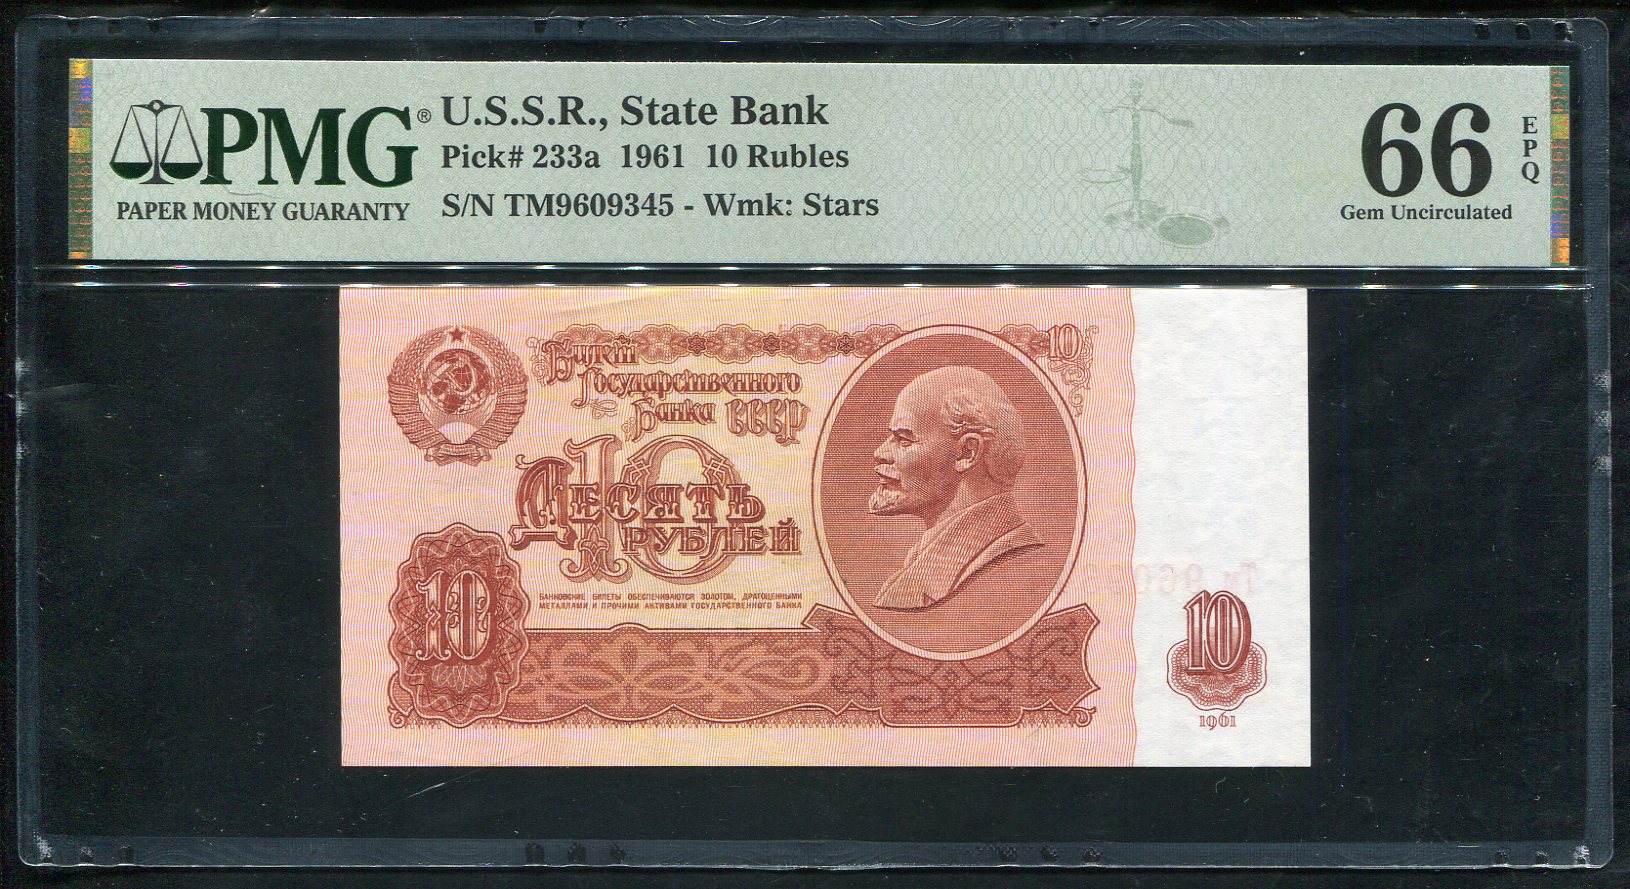 PMG®
PAPER MONEY GUARANTY
U.S.S.R., State Bank
Pick# 233a 1961 10 Rubles
S/N TM9609345 - Wmk: Stars
66
EPQ
Gem Uncirculated
Билет
Государственного
Банка СССР
10
10
Десять
рублей
БАНКОВСКИЕ БИЛЕТЫ ОБЕСПЕЧИВАЮТСЯ ЗОЛОТОМ, ДРАГОЦЕННЫМИ
МЕТАЛЛАМИ И ПРОЧИМИ АКТИВАМИ ГОСУДАРСТВЕННОГО БАНКА
10
10
1961